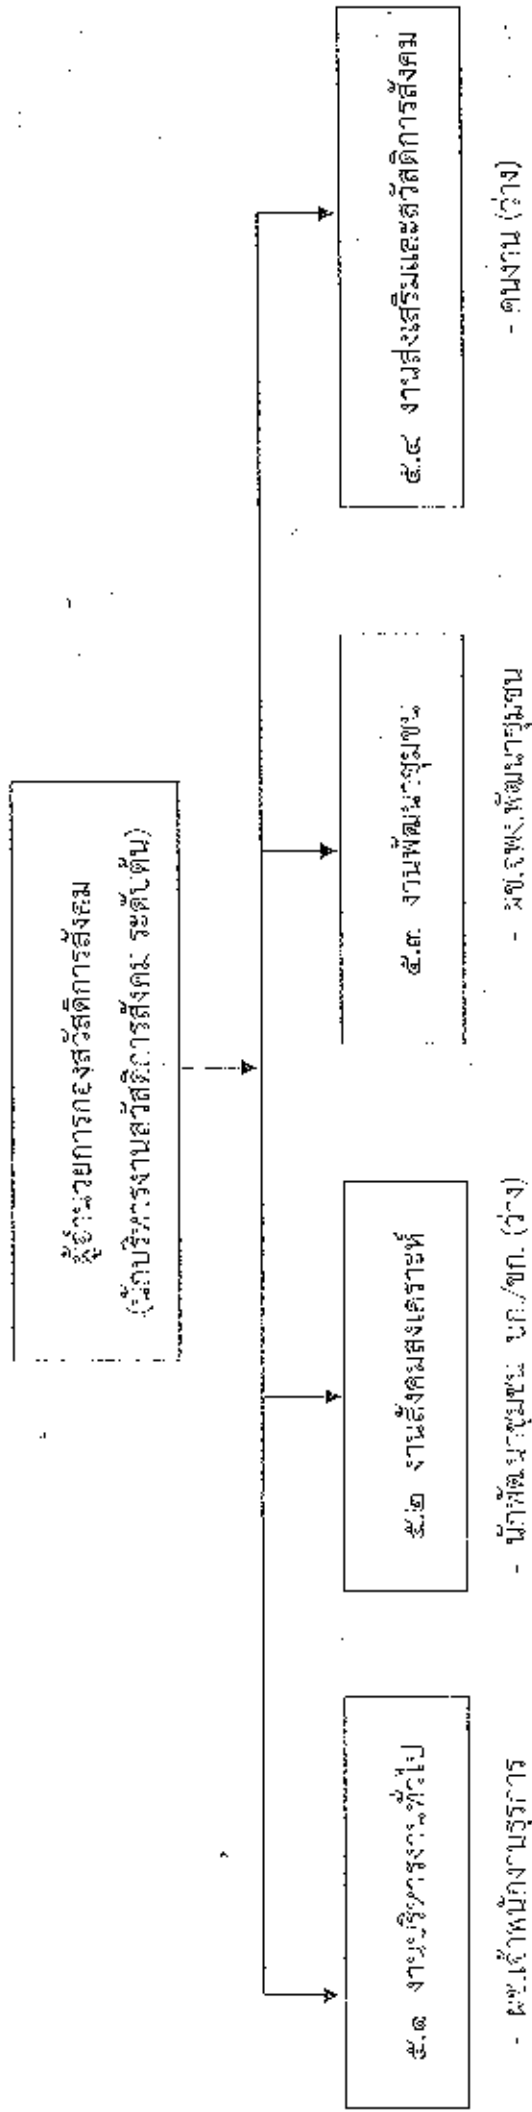 ผู้อำนวยการกองสวัสดิการสังคม
(นักบริหารงานสวัสดิการสังคม ระดับต้น)
๕.๑ งานบริหารงานทั่วไป
- ผช.เจ้าพนักงานธุรการ
๕.๒ งานสังคมสงเคราะห์
- นักพัฒนาชุมชน ปก./ชก. (ว่าง)
๕.๓ งานพัฒนาชุมชน
- ผช.จพง.พัฒนาชุมชน
๕.๔ งานส่งเสริมและสวัสดิการสังคม
- คนงาน (ว่าง)